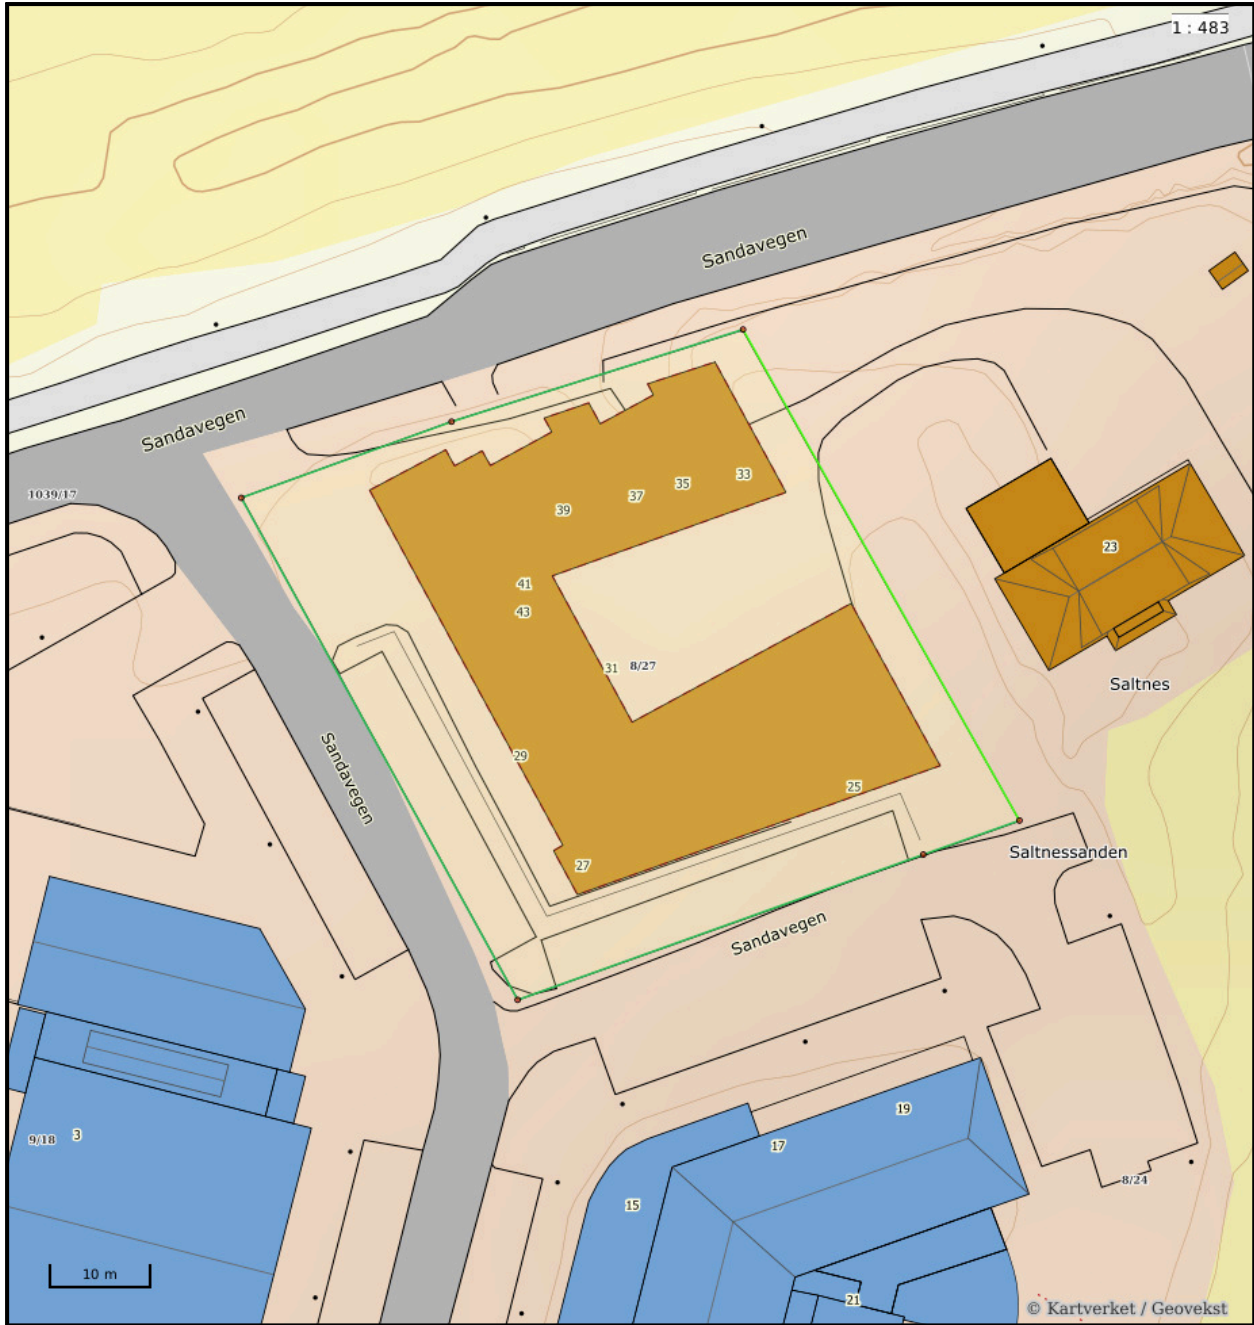 1 : 483
Sandavegen
Sandavegen
33
35
37
1039/17
39
23
41
43
31
8/27
Saltnes
29
Sandavegen
25
Saltnessanden
27
Sandavegen
19
3
9/18
17
8/24
15
10 m
21
© Kartverket / Geovekst